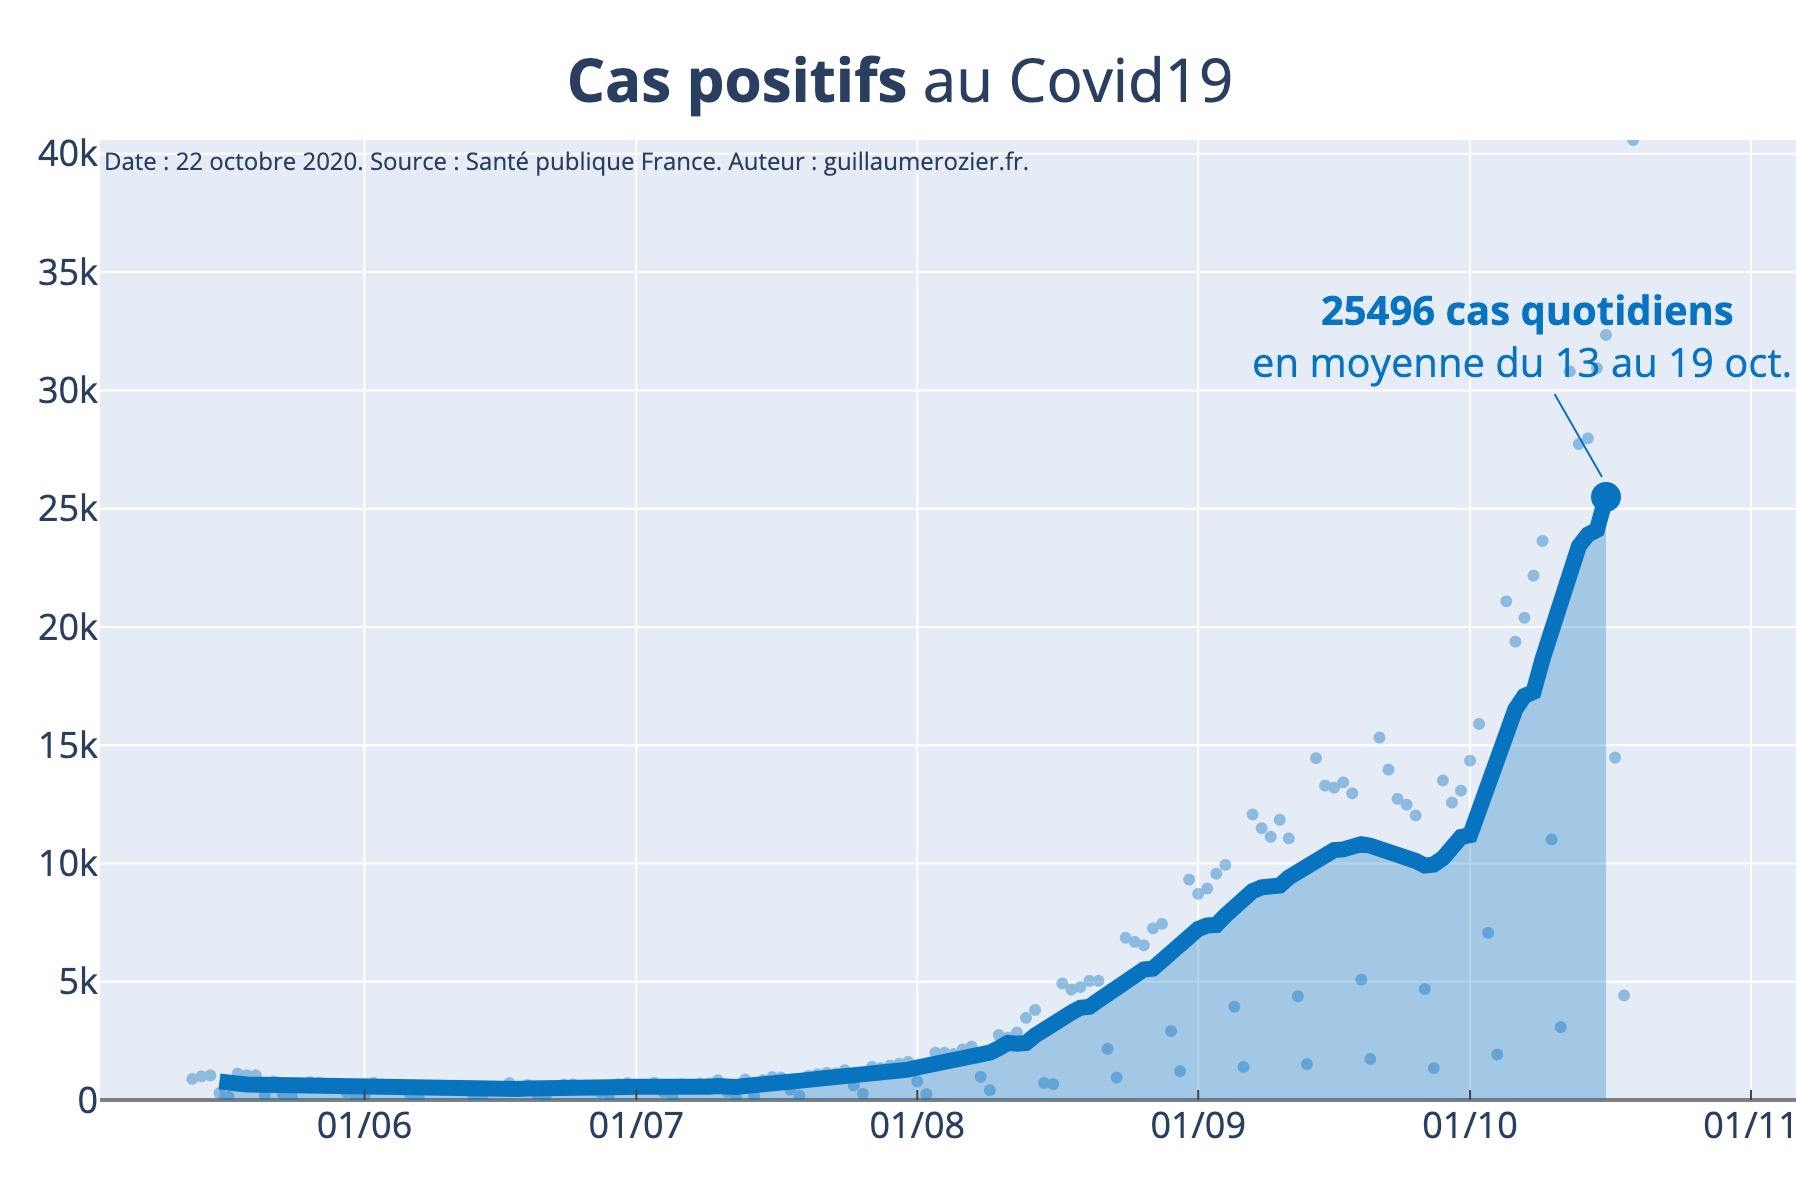 Cas positifs au Covid19
40k
Date : 22 octobre 2020. Source : Santé publique France. Auteur : guillaumerozier.fr.
35k
25496 cas quotidiens
en moyenne du 13 au 19 oct.
30k
25k
20k
15k
10k
5k
0
01/06 01/07 01/08 01/09 01/10 01/11